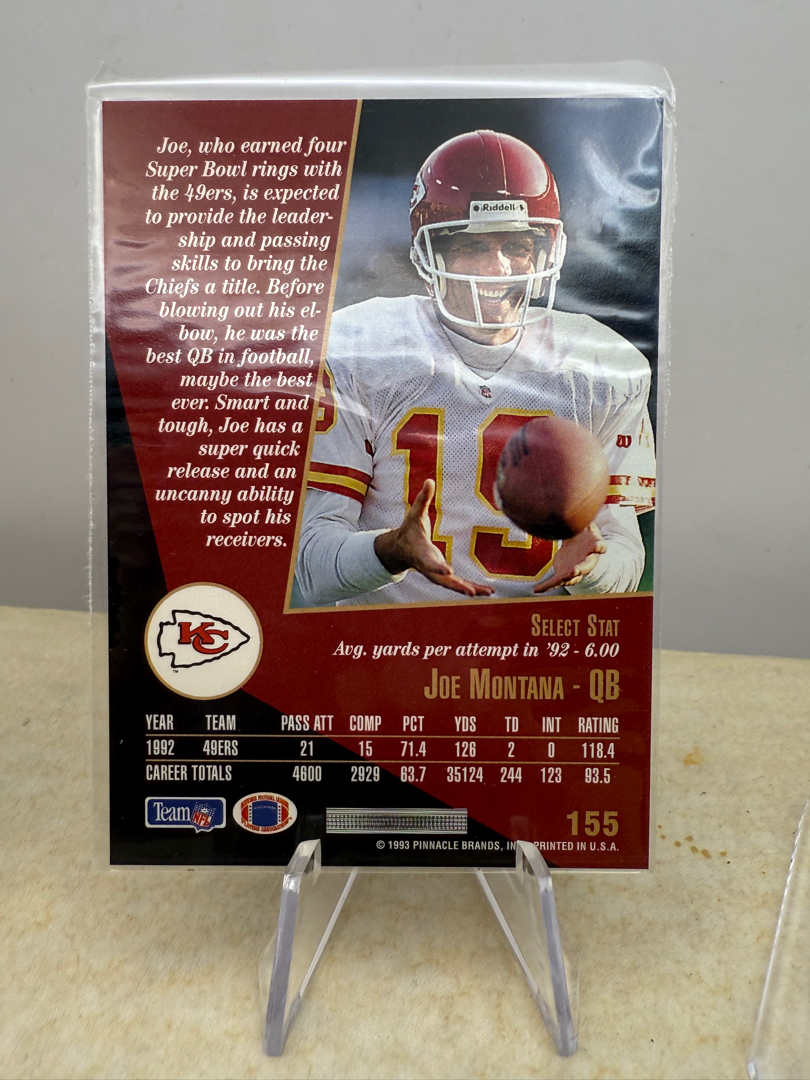 Joe, who earned four
Super Bowl rings with
the 49ers, is expected
to provide the leader-
ship and passing
skills to bring the
Chiefs a title. Before
blowing out his el-
bow, he was the
best QB in football,
maybe the best
ever. Smart and
tough, Joe has a
super quick
release and an
uncanny ability
to spot his
receivers.
Riddell
19
KC
SELECT STAT
Avg. yards per attempt in '92 - 6.00
JOE MONTANA - QB
YEAR TEAM PASS ATT COMP PCT YDS TD INT RATING
1992 49ERS 21 15 71.4 126 2 0 118.4
CAREER TOTALS 4600 2929 63.7 35124 244 123 93.5
Team NFL
155
© 1993 PINNACLE BRANDS, PRINTED IN U.S.A.